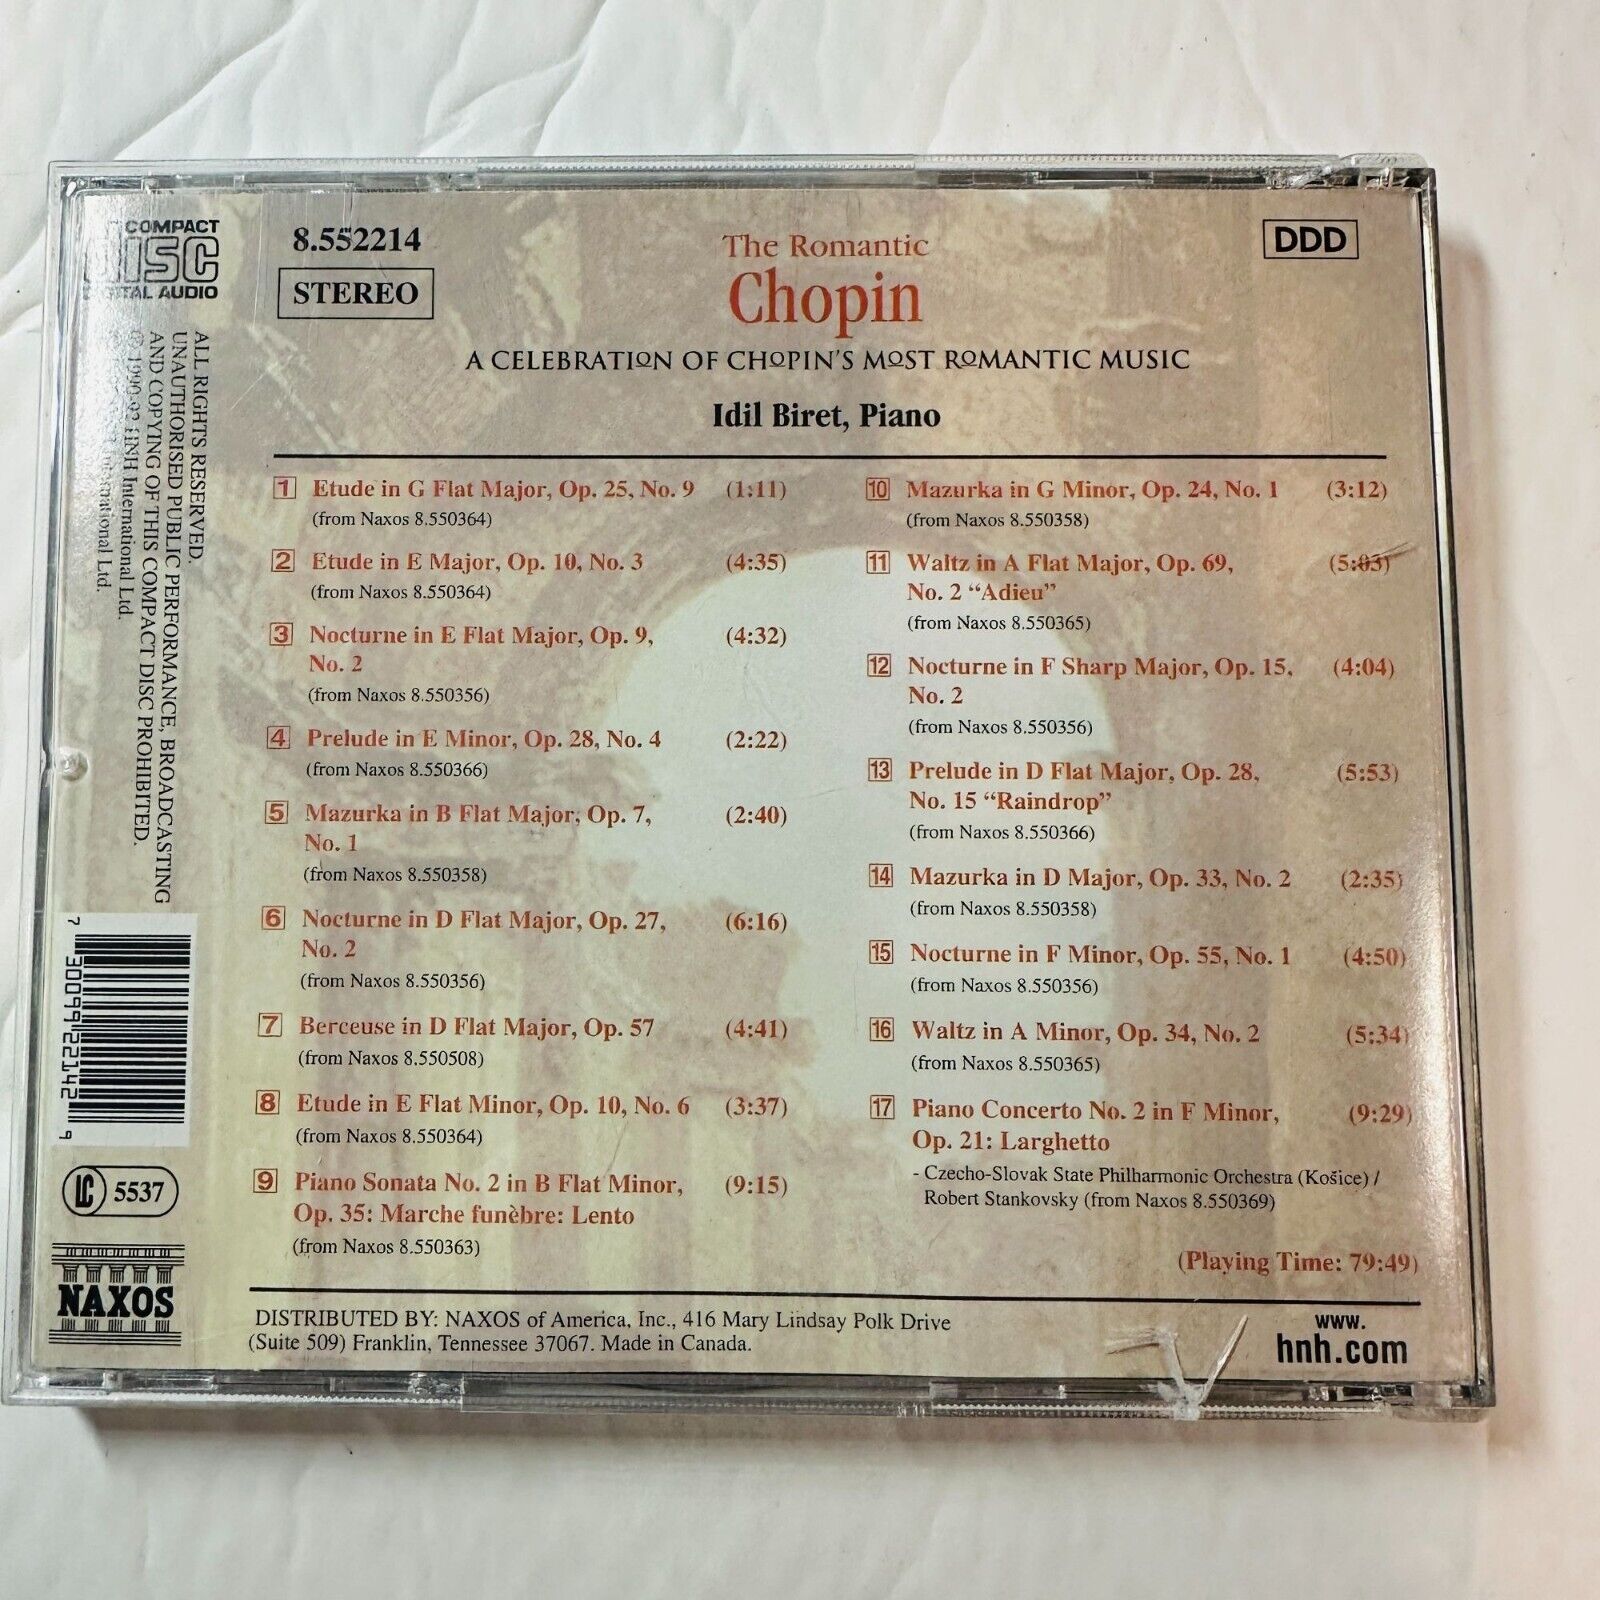 COMPACT
DISC
DIGITAL AUDIO
8.552214
STEREO
The Romantic
Chopin
A CELEBRATION OF CHOPIN'S MOST ROMANTIC MUSIC
Idil Biret, Piano
DDD
1 Etude in G Flat Major, Op. 25, No. 9 (1:11)
(from Naxos 8.550364)
2 Etude in E Major, Op. 10, No. 3 (4:35)
(from Naxos 8.550364)
3 Nocturne in E Flat Major, Op. 9, (4:32)
No. 2
(from Naxos 8.550356)
4 Prelude in E Minor, Op. 28, No. 4 (2:22)
(from Naxos 8.550366)
5 Mazurka in B Flat Major, Op. 7, (2:40)
No. 1
(from Naxos 8.550358)
6 Nocturne in D Flat Major, Op. 27, (6:16)
No. 2
(from Naxos 8.550356)
7 Berceuse in D Flat Major, Op. 57 (4:41)
(from Naxos 8.550508)
8 Etude in E Flat Minor, Op. 10, No. 6 (3:37)
(from Naxos 8.550364)
9 Piano Sonata No. 2 in B Flat Minor, (9:15)
Op. 35: Marche funèbre: Lento
(from Naxos 8.550363)
10 Mazurka in G Minor, Op. 24, No. 1 (3:12)
(from Naxos 8.550358)
11 Waltz in A Flat Major, Op. 69, (5:03)
No. 2 “Adieu”
(from Naxos 8.550365)
12 Nocturne in F Sharp Major, Op. 15, (4:04)
No. 2
(from Naxos 8.550356)
13 Prelude in D Flat Major, Op. 28, (5:53)
No. 15 “Raindrop”
(from Naxos 8.550366)
14 Mazurka in D Major, Op. 33, No. 2 (2:35)
(from Naxos 8.550358)
15 Nocturne in F Minor, Op. 55, No. 1 (4:50)
(from Naxos 8.550356)
16 Waltz in A Minor, Op. 34, No. 2 (5:34)
(from Naxos 8.550365)
17 Piano Concerto No. 2 in F Minor, (9:29)
Op. 21: Larghetto
- Czecho-Slovak State Philharmonic Orchestra (Košice) /
Robert Stankovsky (from Naxos 8.550369)
(Playing Time: 79:49)
DISTRIBUTED BY: NAXOS of America, Inc., 416 Mary Lindsay Polk Drive
(Suite 509) Franklin, Tennessee 37067. Made in Canada.
www.
hnh.com
ALL RIGHTS RESERVED.
UNAUTHORISED PUBLIC PERFORMANCE, BROADCASTING
AND COPYING OF THIS COMPACT DISC PROHIBITED.
1990-92 HNH International Ltd.
International Ltd.
7 30099 22142 9
LC 5537
NAXOS